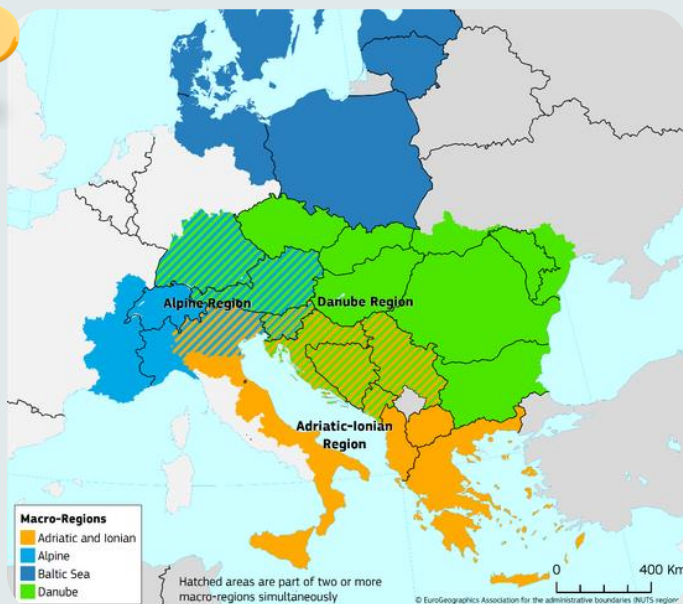 Alpine Region
Danube Region
Adriatic-Ionian
Region
Macro-Regions
Adriatic and Ionian
Alpine
Baltic Sea
Danube
Hatched areas are part of two or more
macro-regions simultaneously
0
400 Km
© EuroGeographics Association for the administrative boundaries (NUTS regions